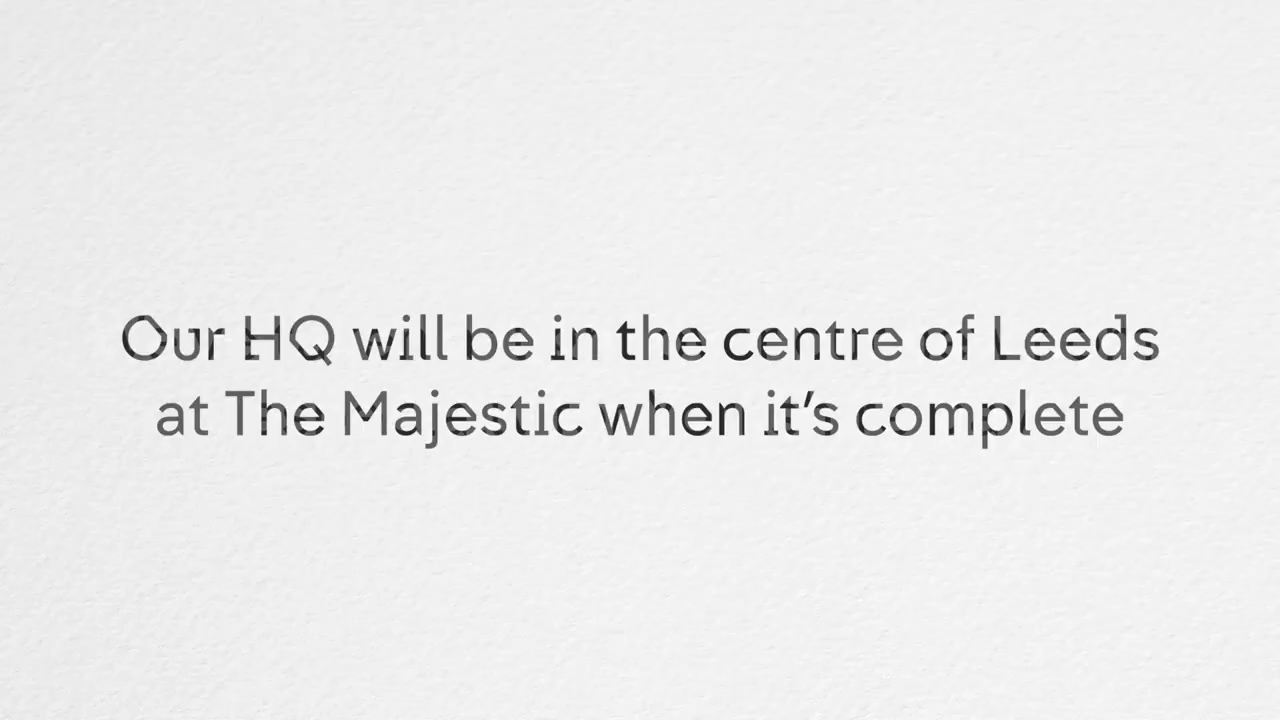 Our HQ will be in the centre of Leeds
at The Majestic when it’s complete